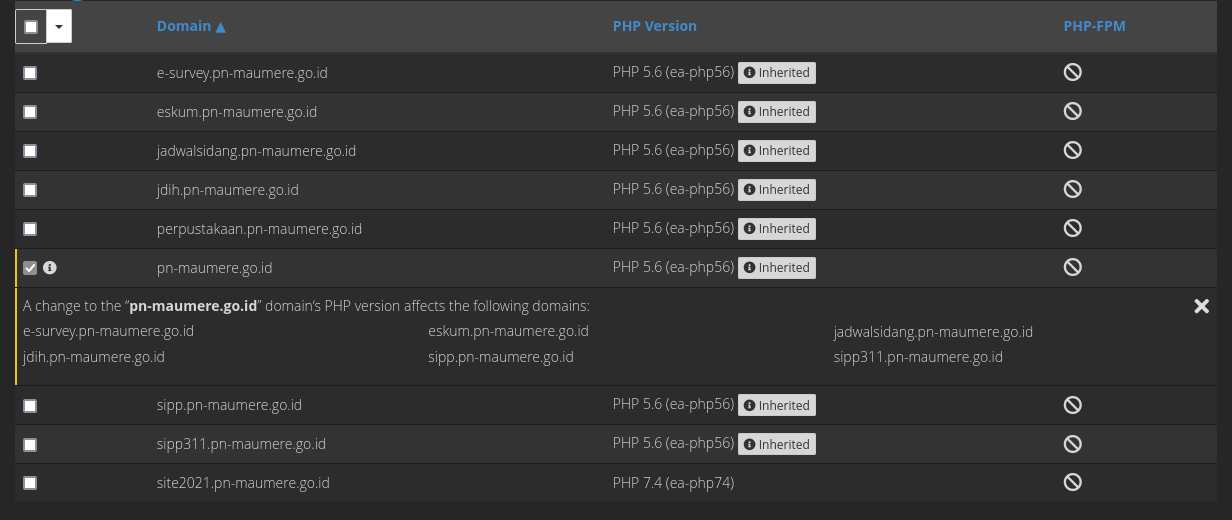 Domain ▲ PHP Version PHP-FPM
e-survey.pn-maumere.go.id PHP 5.6 (ea-php56) Inherited
eskum.pn-maumere.go.id PHP 5.6 (ea-php56) Inherited
jadwalsidang.pn-maumere.go.id PHP 5.6 (ea-php56) Inherited
jdih.pn-maumere.go.id PHP 5.6 (ea-php56) Inherited
perpustakaan.pn-maumere.go.id PHP 5.6 (ea-php56) Inherited
pn-maumere.go.id PHP 5.6 (ea-php56) Inherited
A change to the “pn-maumere.go.id” domain’s PHP version affects the following domains:
e-survey.pn-maumere.go.id eskum.pn-maumere.go.id jadwalsidang.pn-maumere.go.id
jdih.pn-maumere.go.id sipp.pn-maumere.go.id sipp311.pn-maumere.go.id
sipp.pn-maumere.go.id PHP 5.6 (ea-php56) Inherited
sipp311.pn-maumere.go.id PHP 5.6 (ea-php56) Inherited
site2021.pn-maumere.go.id PHP 7.4 (ea-php74)